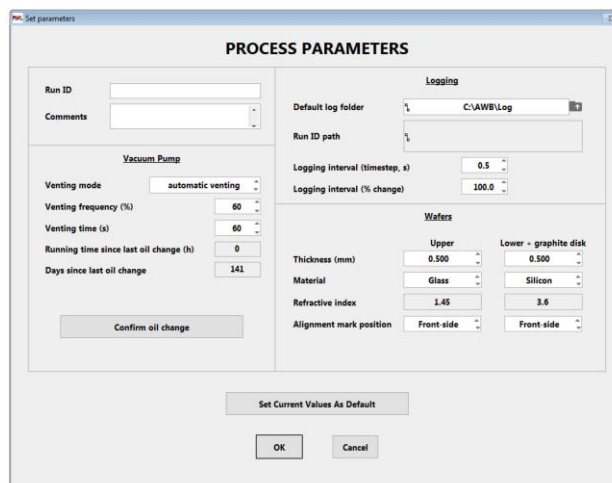 Set parameters
PROCESS PARAMETERS
Run ID
Comments
Vacuum Pump
Venting mode automatic venting
Venting frequency (%) 60
Venting time (s) 60
Running time since last oil change (h) 0
Days since last oil change 141
Confirm oil change
Logging
Default log folder C:\AWB\Log
Run ID path
Logging interval (timestep, s) 0.5
Logging interval (% change) 100.0
Wafers
Upper Lower + graphite disk
Thickness (mm) 0.500 0.500
Material Glass Silicon
Refractive index 1.45 3.6
Alignment mark position Front-side Front-side
Set Current Values As Default
OK Cancel